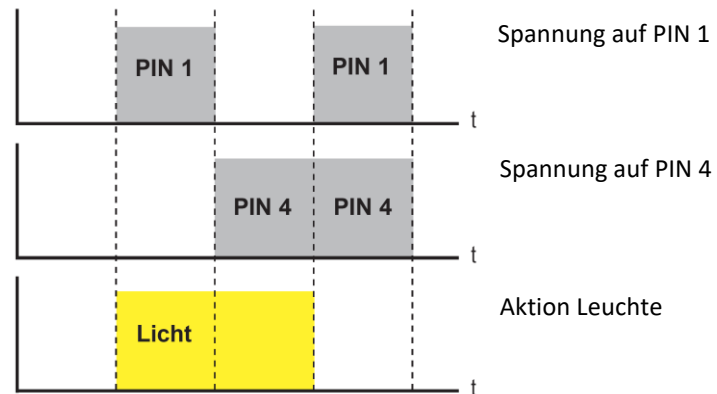 Spannung auf PIN 1
PIN 1 PIN 1
t
Spannung auf PIN 4
PIN 4 PIN 4
t
Aktion Leuchte
Licht
t